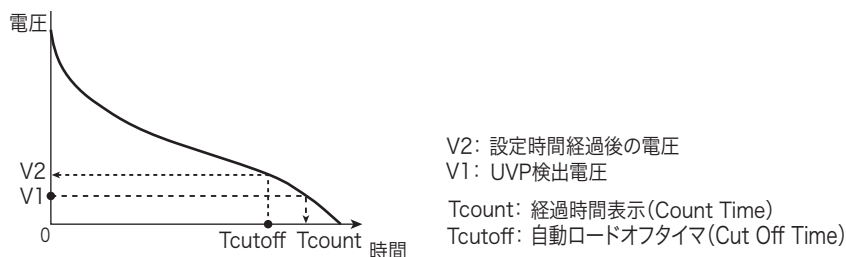 電圧
V2
V1
0
Tcutoff Tcount 時間
V2: 設定時間経過後の電圧
V1: UVP検出電圧
Tcount: 経過時間表示(Count Time)
Tcutoff: 自動ロードオフタイマ(Cut Off Time)